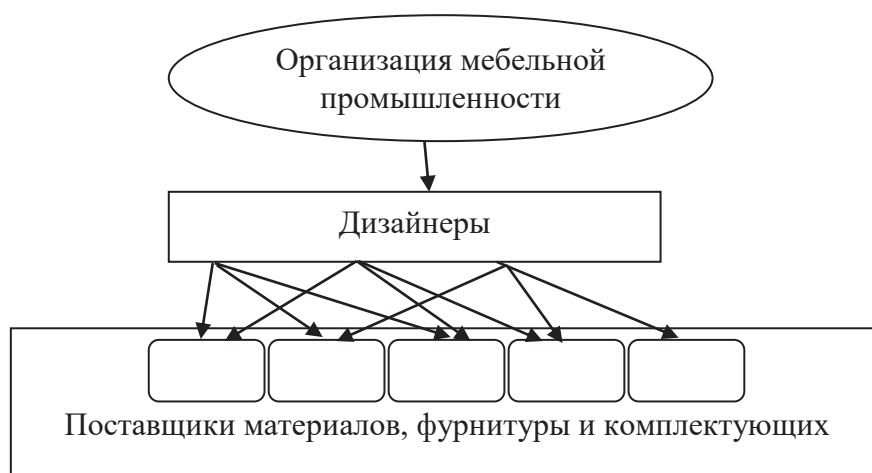 Организация мебельной
промышленности
Дизайнеры
Поставщики материалов, фурнитуры и комплектующих